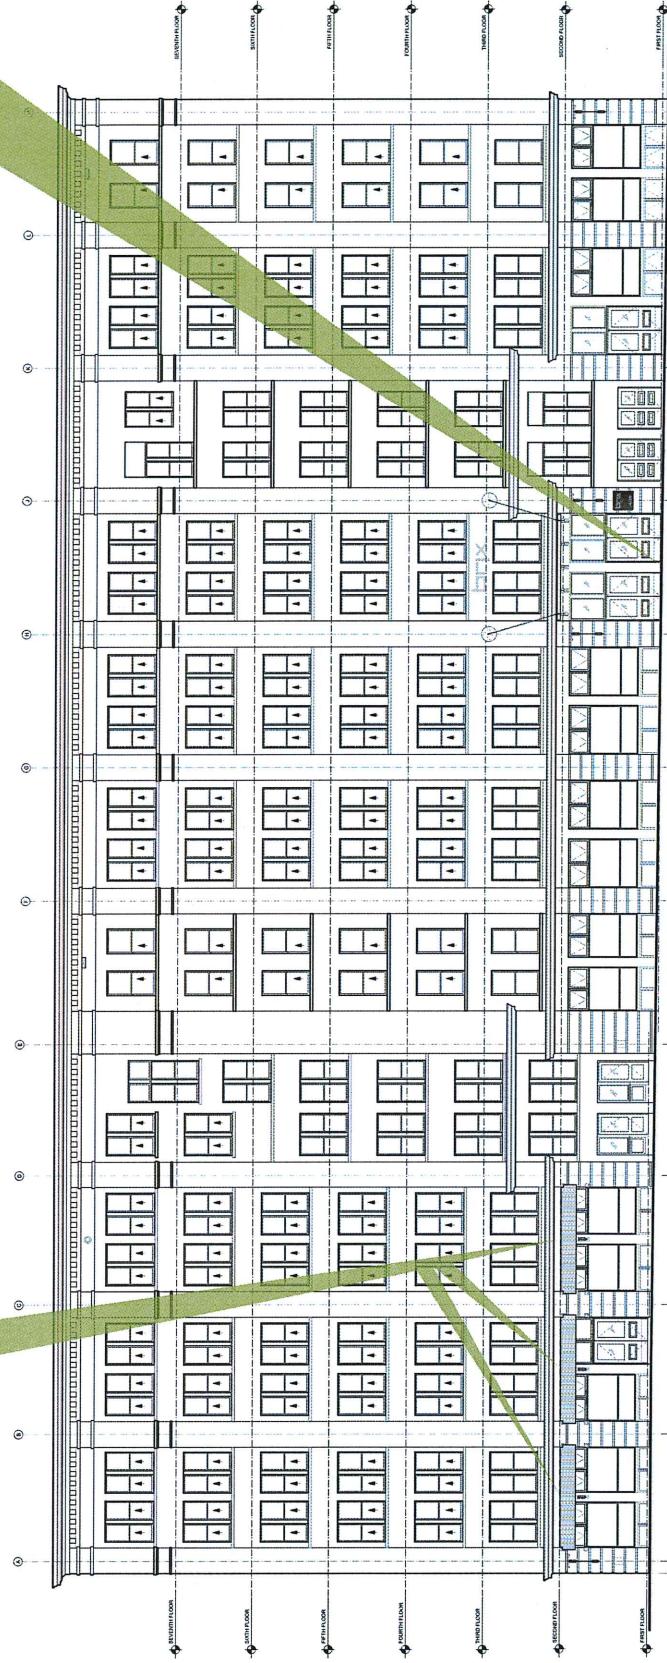 A
B
C
D
E
F
G
H
J
K
L
SEVENTH FLOOR
SEVENTH FLOOR
SIXTH FLOOR
SIXTH FLOOR
FIFTH FLOOR
FIFTH FLOOR
FOURTH FLOOR
FOURTH FLOOR
THIRD FLOOR
THIRD FLOOR
brix
SECOND FLOOR
SECOND FLOOR
FIRST FLOOR
FIRST FLOOR